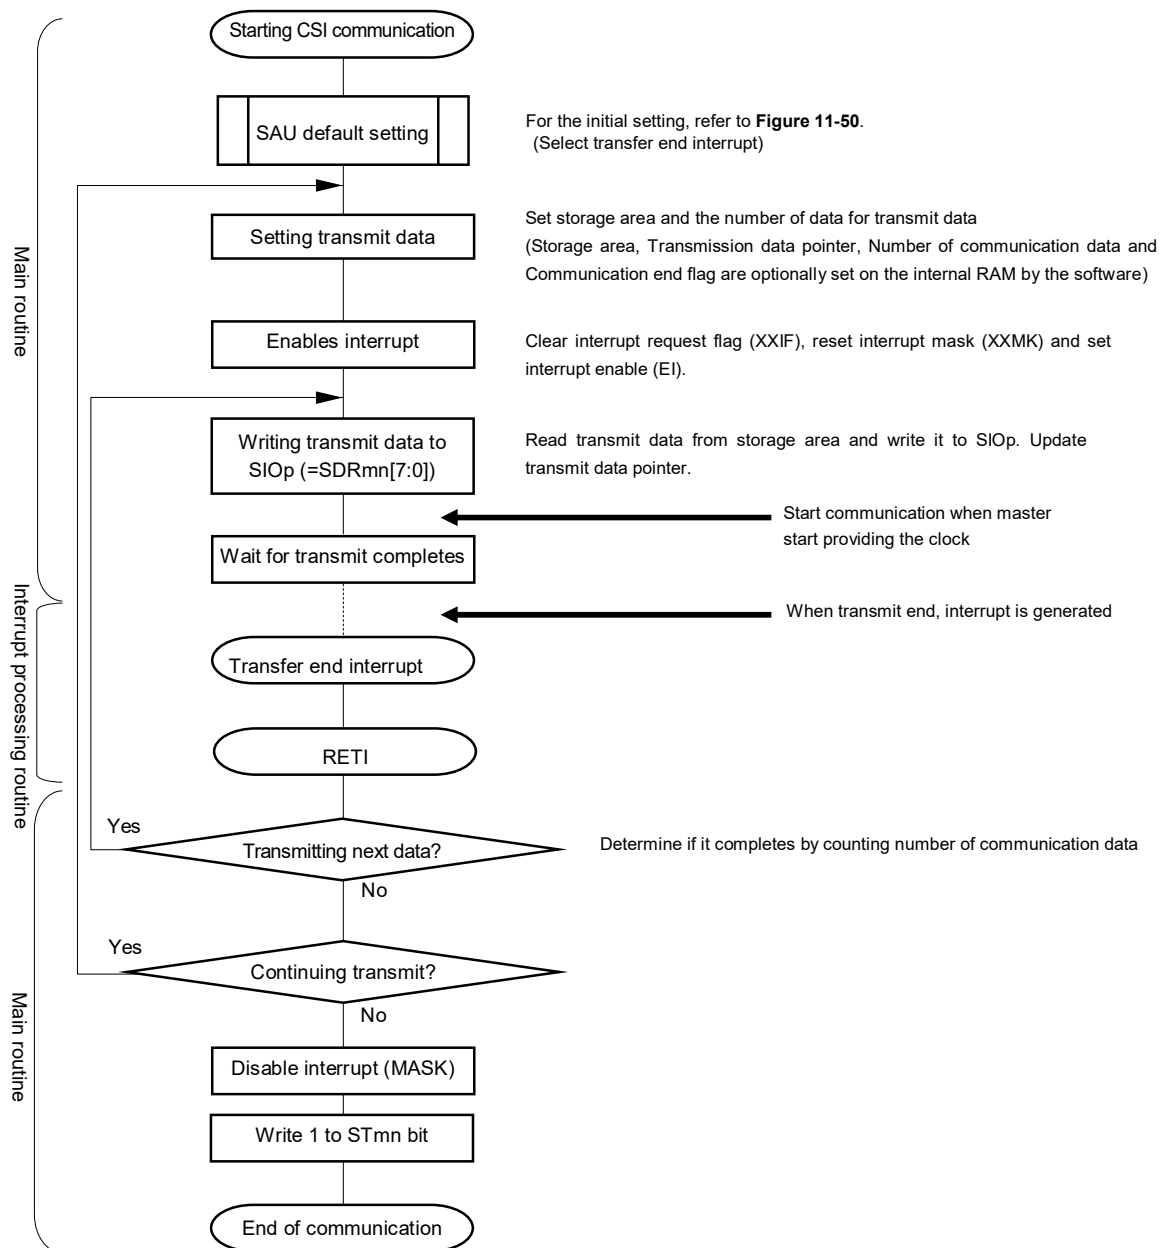 Starting CSI communication
SAU default setting
For the initial setting, refer to Figure 11-50.
(Select transfer end interrupt)
Setting transmit data
Set storage area and the number of data for transmit data
(Storage area, Transmission data pointer, Number of communication data and
Communication end flag are optionally set on the internal RAM by the software)
Main routine
Enables interrupt
Clear interrupt request flag (XXIF), reset interrupt mask (XXMK) and set
interrupt enable (EI).
Writing transmit data to
SIOp (=SDRmn[7:0])
Read transmit data from storage area and write it to SIOp. Update
transmit data pointer.
Start communication when master
start providing the clock
Wait for transmit completes
When transmit end, interrupt is generated
Interrupt processing routine
Transfer end interrupt
RETI
Yes
Transmitting next data?
Determine if it completes by counting number of communication data
No
Yes
Continuing transmit?
No
Main routine
Disable interrupt (MASK)
Write 1 to STmn bit
End of communication